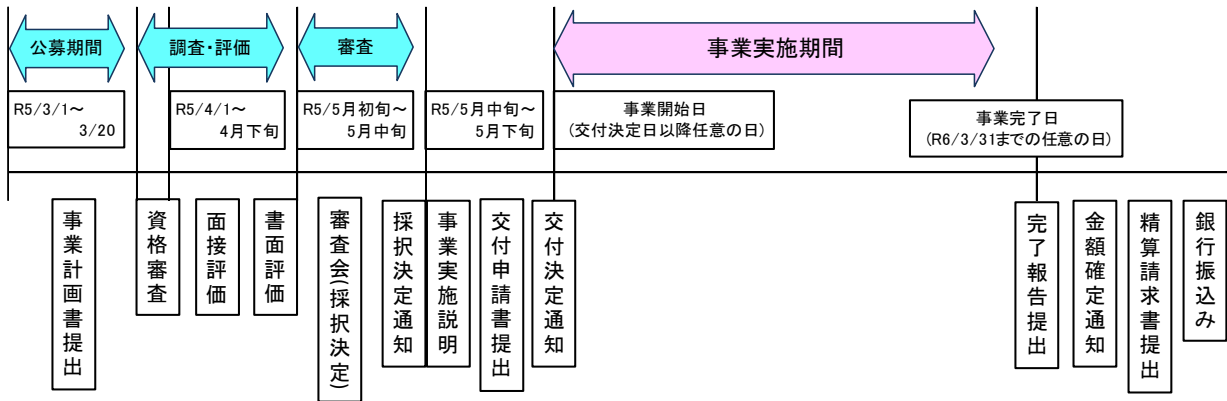 公募期間
調査・評価
審査
事業実施期間
R5/3/1～
3/20
R5/4/1～
4月下旬
R5/5月初旬～
5月中旬
R5/5月中旬～
5月下旬
事業開始日
(交付決定日以降任意の日)
事業完了日
(R6/3/31までの任意の日)
事業計画書提出
資格審査
面接評価
書面評価
審査会(採択決定)
採択決定通知
事業実施説明
交付申請書提出
交付決定通知
完了報告提出
金額確定通知
精算請求書提出
銀行振込み